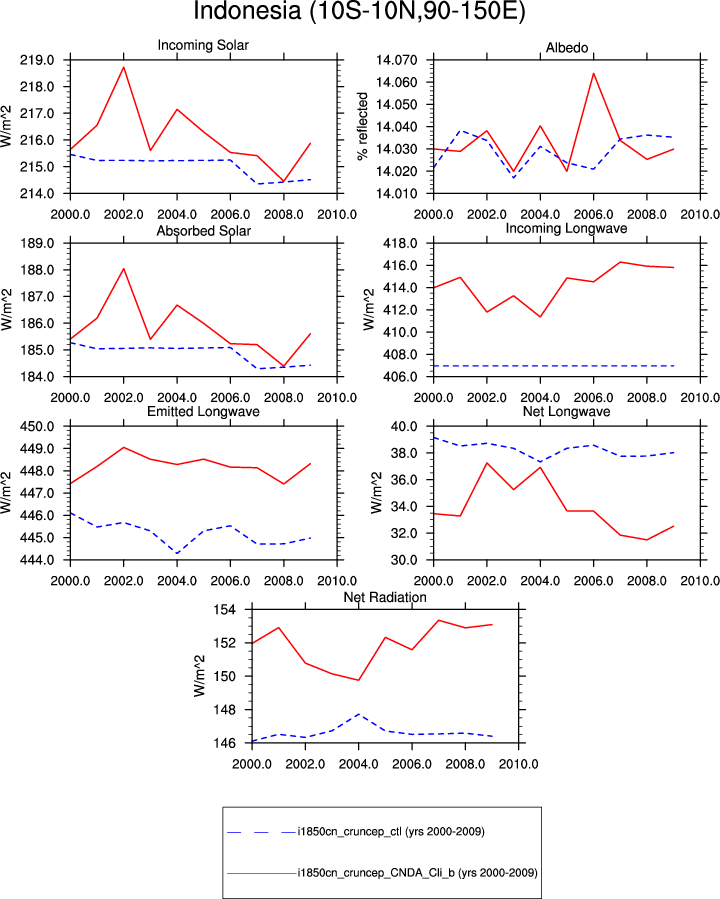 Indonesia (10S-10N,90-150E)
Incoming Solar
219.0
218.0
217.0
216.0
215.0
214.0
W/m^2
2000.0 2002.0 2004.0 2006.0 2008.0 2010.0
Albedo
14.070
14.060
14.050
14.040
14.030
14.020
14.010
% reflected
2000.0 2002.0 2004.0 2006.0 2008.0 2010.0
Absorbed Solar
189.0
188.0
187.0
186.0
185.0
184.0
W/m^2
2000.0 2002.0 2004.0 2006.0 2008.0 2010.0
Incoming Longwave
418.0
416.0
414.0
412.0
410.0
408.0
406.0
W/m^2
2000.0 2002.0 2004.0 2006.0 2008.0 2010.0
Emitted Longwave
450.0
449.0
448.0
447.0
446.0
445.0
444.0
W/m^2
2000.0 2002.0 2004.0 2006.0 2008.0 2010.0
Net Longwave
40.0
38.0
36.0
34.0
32.0
30.0
W/m^2
2000.0 2002.0 2004.0 2006.0 2008.0 2010.0
Net Radiation
154
152
150
148
146
W/m^2
2000.0 2002.0 2004.0 2006.0 2008.0 2010.0
i1850cn_cruncep_ctl (yrs 2000-2009)
i1850cn_cruncep_CNDA_Cli_b (yrs 2000-2009)